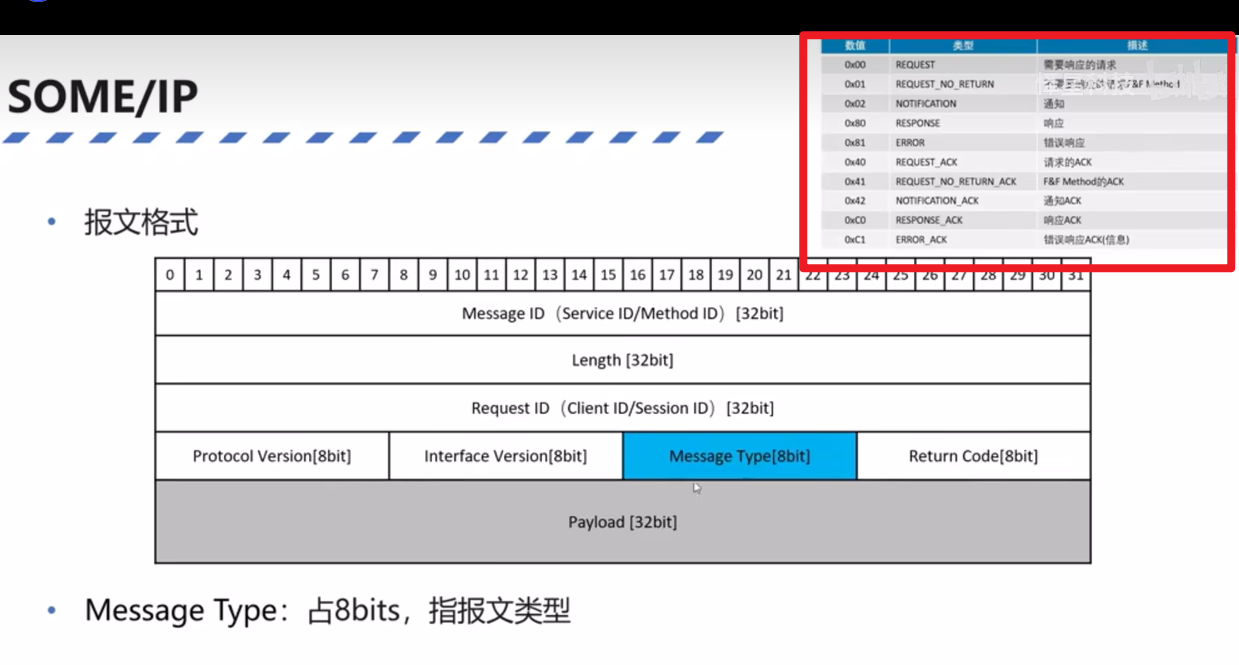 SOME/IP
数值 类型 描述
0x00 REQUEST 需要响应的请求
0x01 REQUEST_NO_RETURN F&F Method
0x02 NOTIFICATION 通知
0x80 RESPONSE 响应
0x81 ERROR 错误响应
0x40 REQUEST_ACK 请求的ACK
0x41 REQUEST_NO_RETURN_ACK F&F Method的ACK
0x42 NOTIFICATION_ACK 通知ACK
0xC0 RESPONSE_ACK 响应ACK
0xC1 ERROR_ACK 错误响应ACK(信息)
• 报文格式
0 1 2 3 4 5 6 7 8 9 10 11 12 13 14 15 16 17 18 19 20 21 22 23 24 25 26 27 28 29 30 31
Message ID（Service ID/Method ID）[32bit]
Length [32bit]
Request ID（Client ID/Session ID）[32bit]
Protocol Version[8bit] Interface Version[8bit] Message Type[8bit] Return Code[8bit]
Payload [32bit]
• Message Type：占8bits，指报文类型